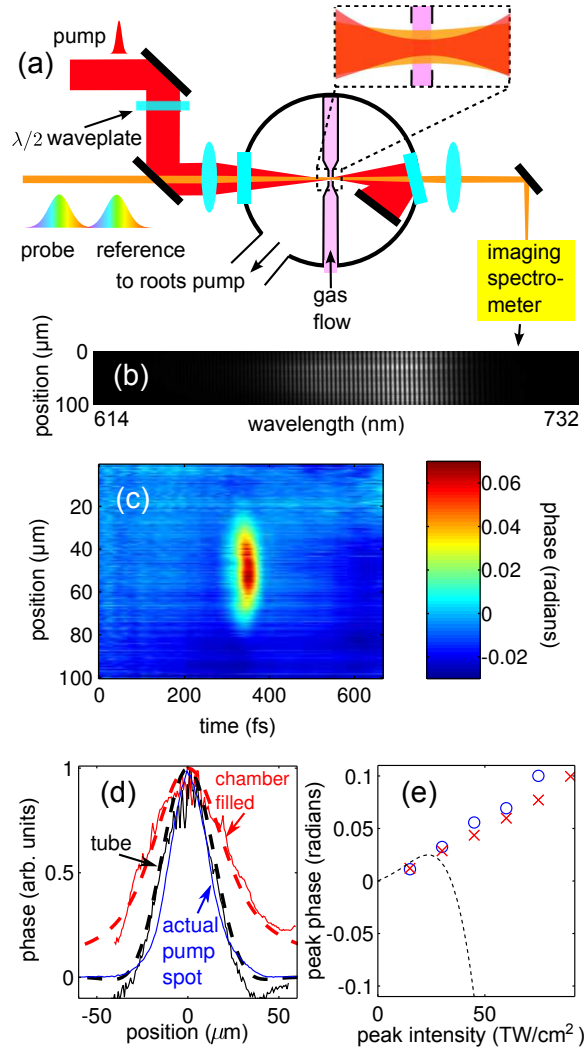 (a)
pump
λ/2 waveplate
probe
reference
to roots pump
gas
flow
imaging
spectro-
meter
(b)
position (µm)
0
100
614
wavelength (nm)
732
(c)
position (µm)
0
20
40
60
80
100
0
200
400
600
time (fs)
0.06
0.04
0.02
0
-0.02
phase (radians)
(d)
phase (arb. units)
1
0.5
0
chamber
filled
tube
actual
pump
spot
-50
0
50
position (µm)
(e)
peak phase (radians)
0.1
0.05
0
-0.05
-0.1
0
50
peak intensity (TW/cm²)